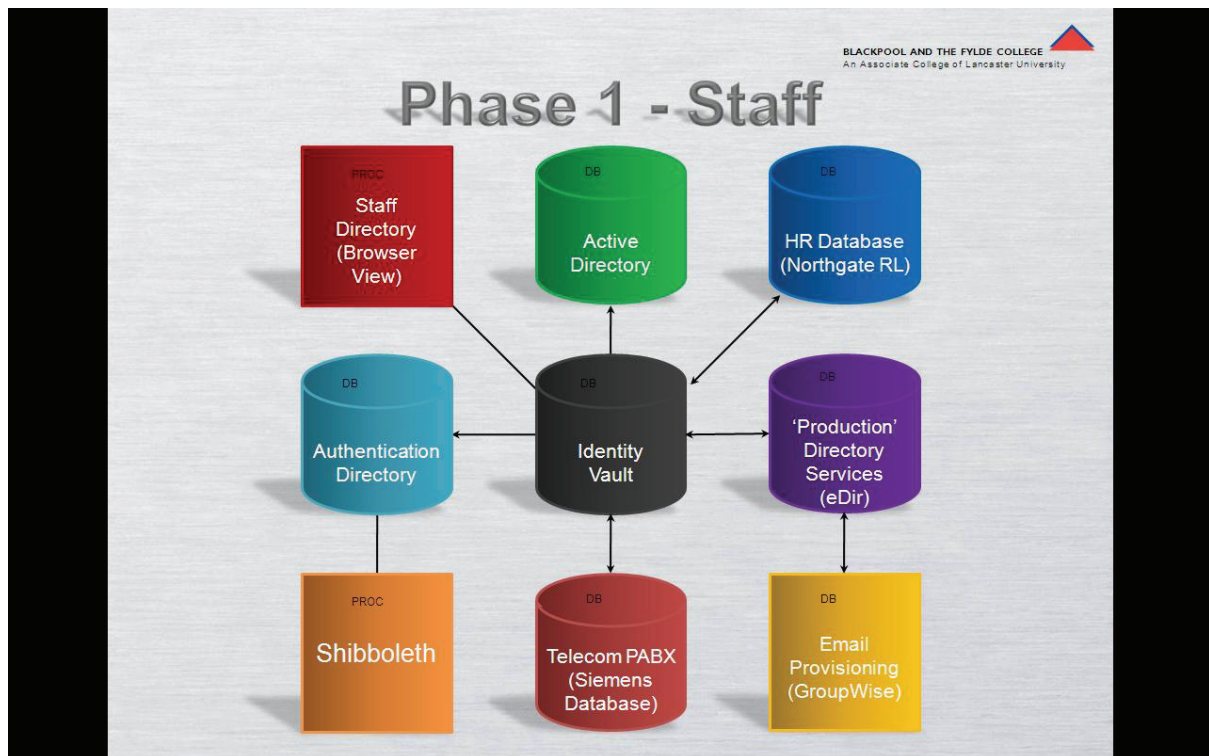 BLACKPOOL AND THE FYLDE COLLEGE
An Associate College of Lancaster University
Phase 1 - Staff
PROC
Staff
Directory
(Browser
View)
DB
Active
Directory
DB
HR Database
(Northgate RL)
DB
Authentication
Directory
DB
Identity
Vault
DB
‘Production’
Directory
Services
(eDir)
PROC
Shibboleth
DB
Telecom PABX
(Siemens
Database)
DB
Email
Provisioning
(GroupWise)